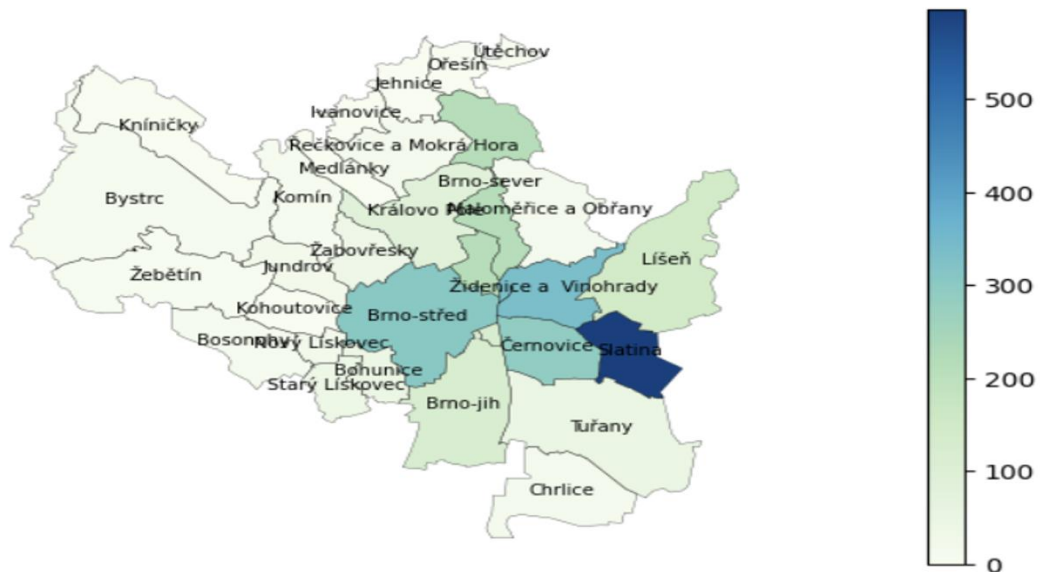 Útěchov
Ořešín
Jehnice
Ivanovice
Kníničky
Řečkovice a Mokrá Hora
Medlánky
Brno-sever
Bystrc
Komín
Královo Pole
Maloměřice a Obřany
Žabovřesky
Líšeň
Jundrov
Žebětín
Židenice a
Vinohrady
Kohoutovice
Brno-střed
Bosonohy
Nový Lískovec
Černovice
Slatina
Bohunice
Starý Lískovec
Brno-jih
Tuřany
Chrlice
500
400
300
200
100
0